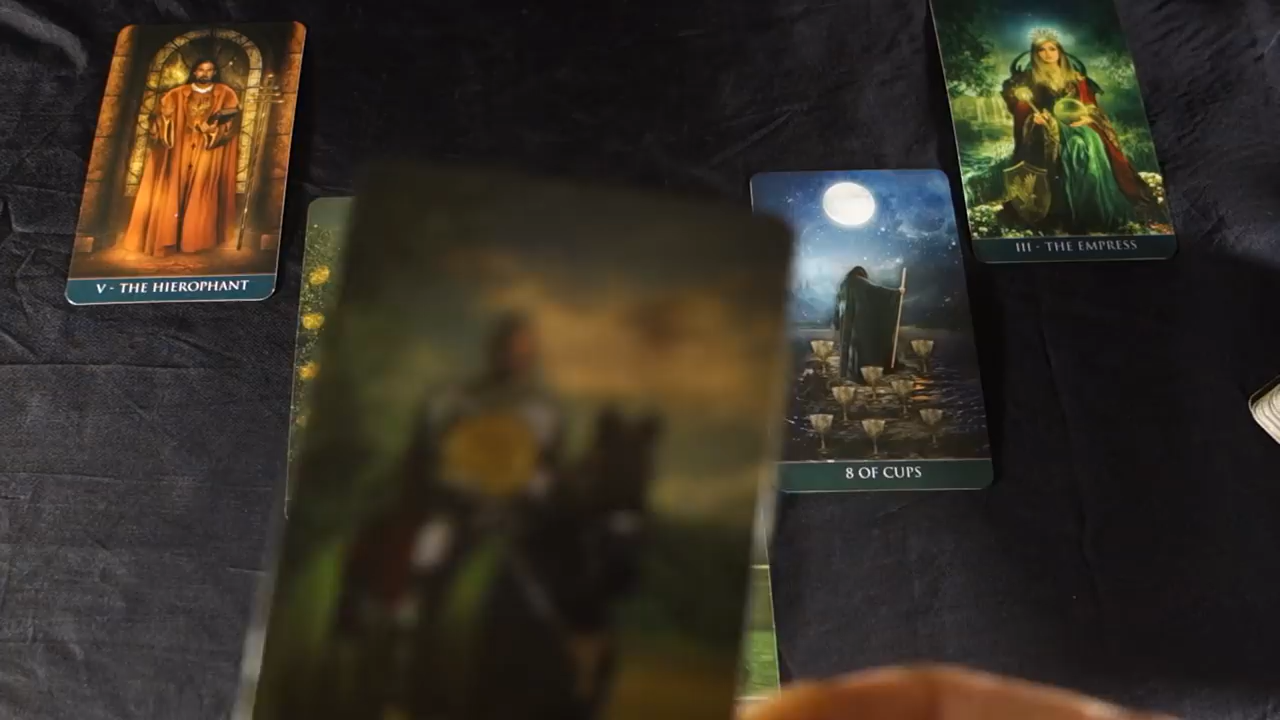 V - THE HIEROPHANT
III - THE EMPRESS
8 OF CUPS